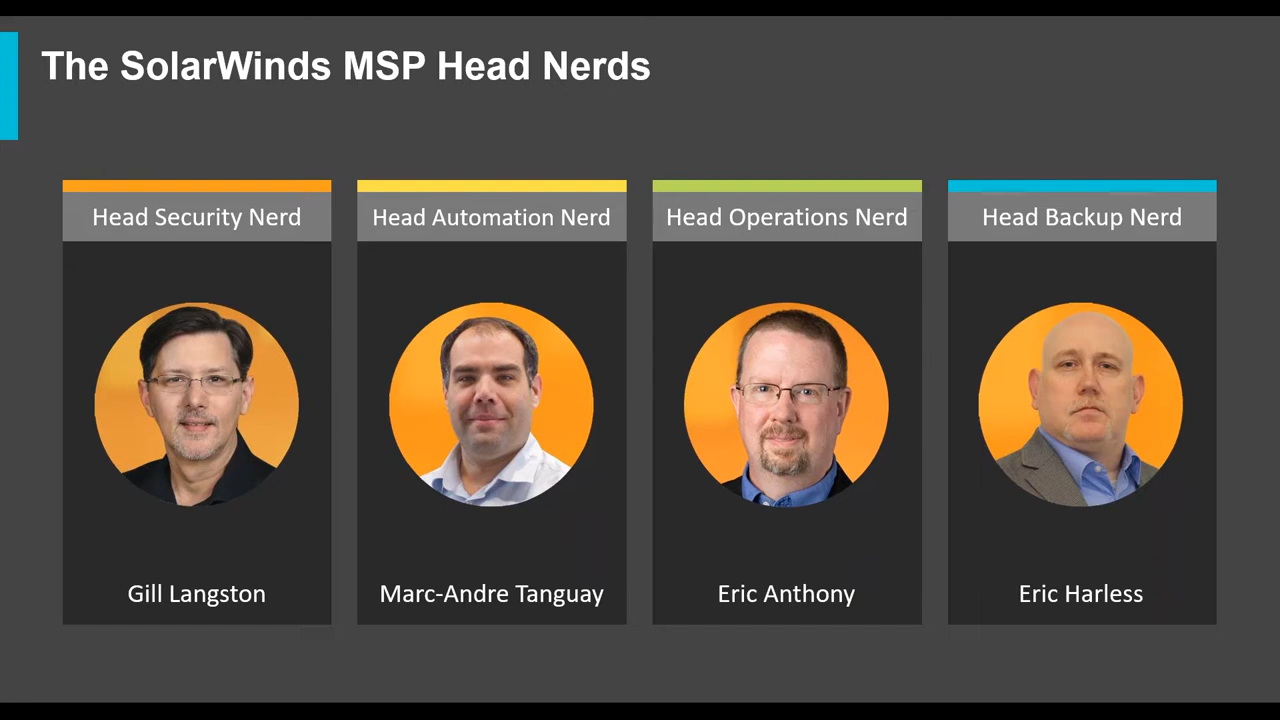 The SolarWinds MSP Head Nerds
Head Security Nerd
Head Automation Nerd
Head Operations Nerd
Head Backup Nerd
Gill Langston
Marc-Andre Tanguay
Eric Anthony
Eric Harless